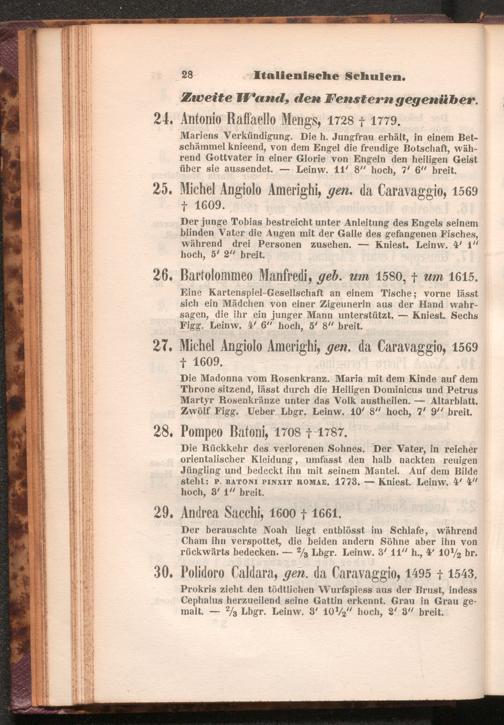 28 Italienische Schulen.
Zweite Wand, den Fenstern gegenüber.
24. Antonio Raffaello Mengs, 1728 † 1779.
Mariens Verkündigung. Die h. Jungfrau erhält, in einem Bet-
schämmel knieend, von dem Engel die freudige Botschaft, wäh-
rend Gottvater in einer Glorie von Engeln den heiligen Geist
über sie aussendet. — Leinw. 11′ 8″ hoch, 7′ 6″ breit.
25. Michel Angiolo Amerighi, gen. da Caravaggio, 1569
† 1609.
Der junge Tobias bestreicht unter Anleitung des Engels seinem
blinden Vater die Augen mit der Galle des gefangenen Fisches,
während drei Personen zusehen. — Kniest. Leinw. 4′ 1″
hoch, 5′ 2″ breit.
26. Bartolommeo Manfredi, geb. um 1580, † um 1615.
Eine Kartenspiel-Gesellschaft an einem Tische; vorne lässt
sich ein Mädchen von einer Zigeunerin aus der Hand wahr-
sagen, die ihr ein junger Mann unterstützt. — Kniest. Sechs
Figg. Leinw. 4′ 6″ hoch, 5′ 8″ breit.
27. Michel Angiolo Amerighi, gen. da Caravaggio, 1569
† 1609.
Die Madonna vom Rosenkranz. Maria mit dem Kinde auf dem
Throne sitzend, lässt durch die Heiligen Dominicus und Petrus
Martyr Rosenkränze unter das Volk austheilen. — Altarblatt.
Zwölf Figg. Ueber Lbgr. Leinw. 10′ 8″ hoch, 7′ 9″ breit.
28. Pompeo Batoni, 1708 † 1787.
Die Rückkehr des verlorenen Sohnes. Der Vater, in reicher
orientalischer Kleidung, umfasst den halb nackten reuigen
Jüngling und bedeckt ihn mit seinem Mantel. Auf dem Bilde
steht: P. BATONI PINXIT ROMAE. 1773. — Kniest. Leinw. 4′ 4″
hoch, 3′ 1″ breit.
29. Andrea Sacchi, 1600 † 1661.
Der berauschte Noah liegt entblösst im Schlafe, während
Cham ihn verspottet, die beiden andern Söhne aber ihn von
rückwärts bedecken. — 2/3 Lbgr. Leinw. 3′ 11″ h., 4′ 10½ br.
30. Polidoro Caldara, gen. da Caravaggio, 1495 † 1543.
Prokris zieht den tödtlichen Wurfspiess aus der Brust, indess
Cephalus herzueilend seine Gattin erkennt. Grau in Grau ge-
malt. — 2/3 Lbgr. Leinw. 3′ 10½″ hoch, 2′ 3″ breit.